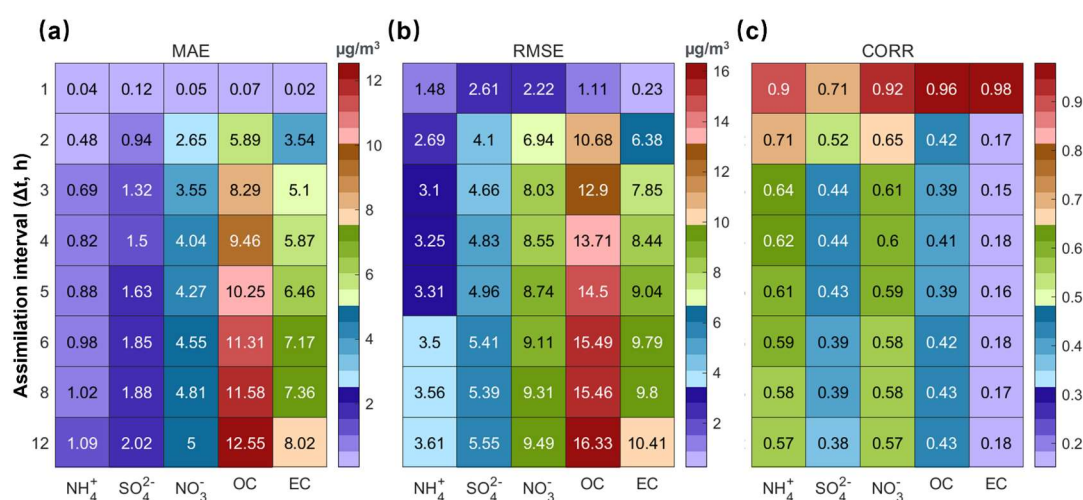 (a)
MAE
µg/m³
(b)
RMSE
µg/m³
(c)
CORR
Assimilation interval (Δt, h)
1
0.04 0.12 0.05 0.07 0.02
2
0.48 0.94 2.65 5.89 3.54
3
0.69 1.32 3.55 8.29 5.1
4
0.82 1.5 4.04 9.46 5.87
5
0.88 1.63 4.27 10.25 6.46
6
0.98 1.85 4.55 11.31 7.17
8
1.02 1.88 4.81 11.58 7.36
12
1.09 2.02 5 12.55 8.02
NH₄⁺ SO₄²⁻ NO₃⁻ OC EC
12
10
8
6
4
2
1.48 2.61 2.22 1.11 0.23
2.69 4.1 6.94 10.68 6.38
3.1 4.66 8.03 12.9 7.85
3.25 4.83 8.55 13.71 8.44
3.31 4.96 8.74 14.5 9.04
3.5 5.41 9.11 15.49 9.79
3.56 5.39 9.31 15.46 9.8
3.61 5.55 9.49 16.33 10.41
NH₄⁺ SO₄²⁻ NO₃⁻ OC EC
16
14
12
10
8
6
4
2
0.9 0.71 0.92 0.96 0.98
0.71 0.52 0.65 0.42 0.17
0.64 0.44 0.61 0.39 0.15
0.62 0.44 0.6 0.41 0.18
0.61 0.43 0.59 0.39 0.16
0.59 0.39 0.58 0.42 0.18
0.58 0.39 0.58 0.43 0.17
0.57 0.38 0.57 0.43 0.18
NH₄⁺ SO₄²⁻ NO₃⁻ OC EC
0.9
0.8
0.7
0.6
0.5
0.4
0.3
0.2